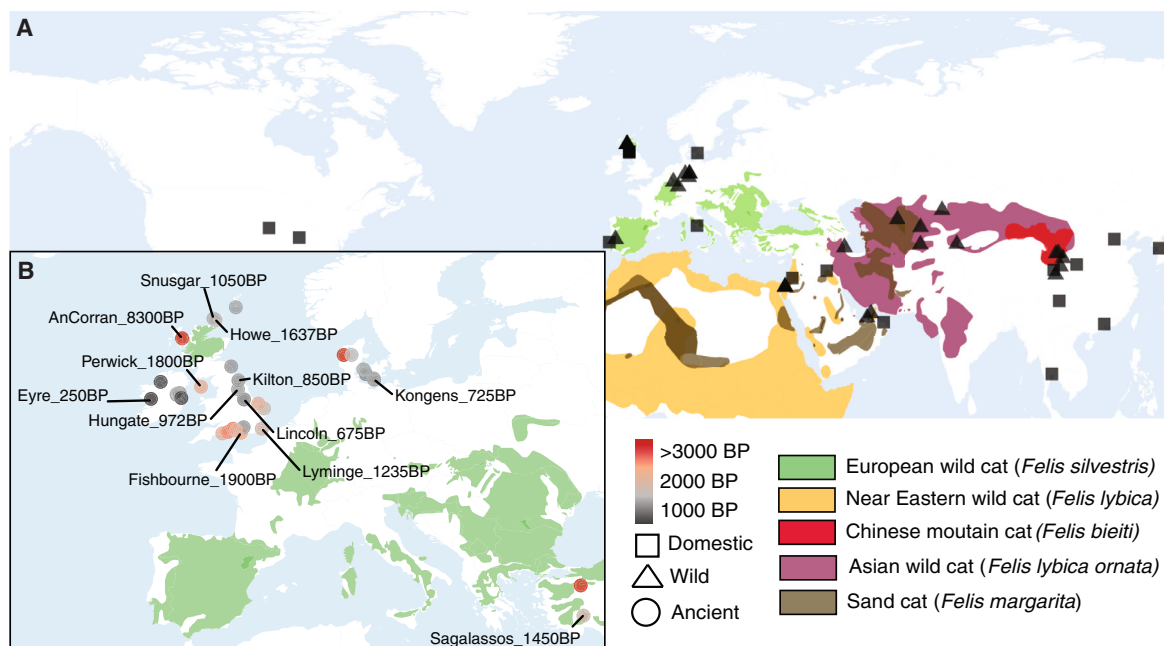 A
B
Snusgar_1050BP
AnCorran_8300BP
Howe_1637BP
Perwick_1800BP
Kilton_850BP
Eyre_250BP
Kongens_725BP
Hungate_972BP
Lincoln_675BP
Lyminge_1235BP
Fishbourne_1900BP
Sagalassos_1450BP
>3000 BP
2000 BP
1000 BP
Domestic
Wild
Ancient
European wild cat (Felis silvestris)
Near Eastern wild cat (Felis lybica)
Chinese moutain cat (Felis bieiti)
Asian wild cat (Felis lybica ornata)
Sand cat (Felis margarita)